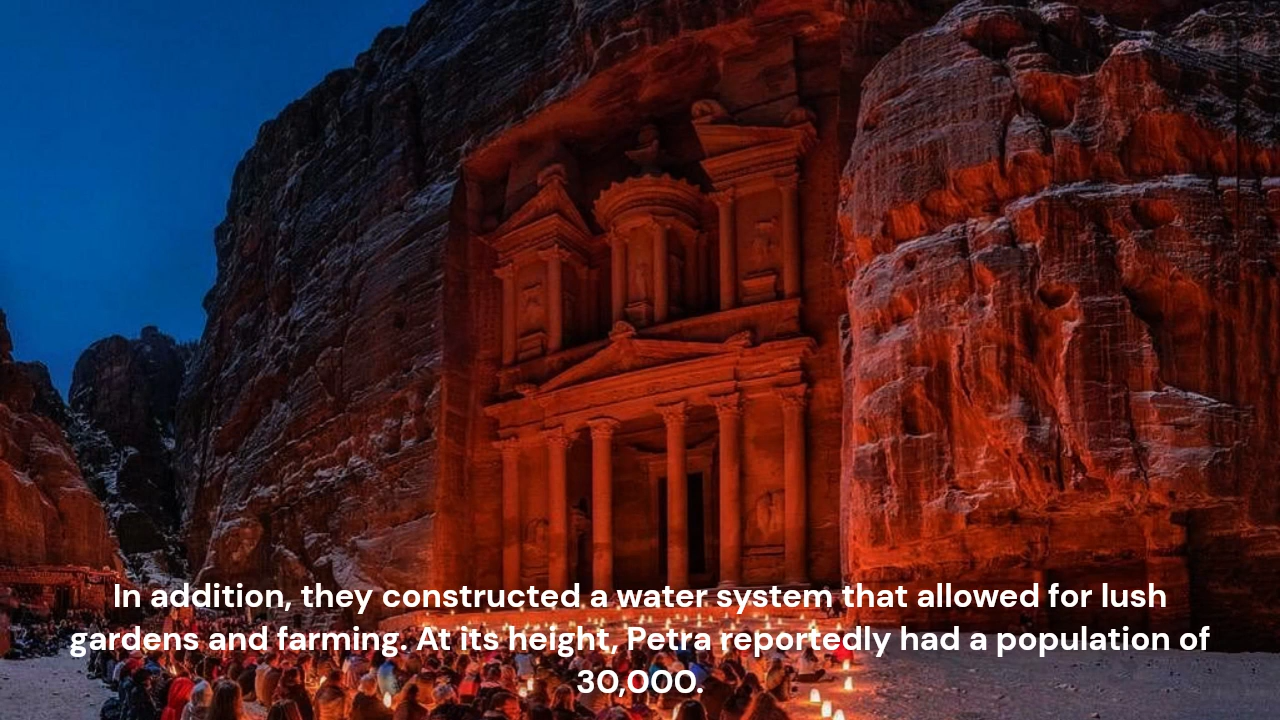 In addition, they constructed a water system that allowed for lush
gardens and farming. At its height, Petra reportedly had a population of
30,000.